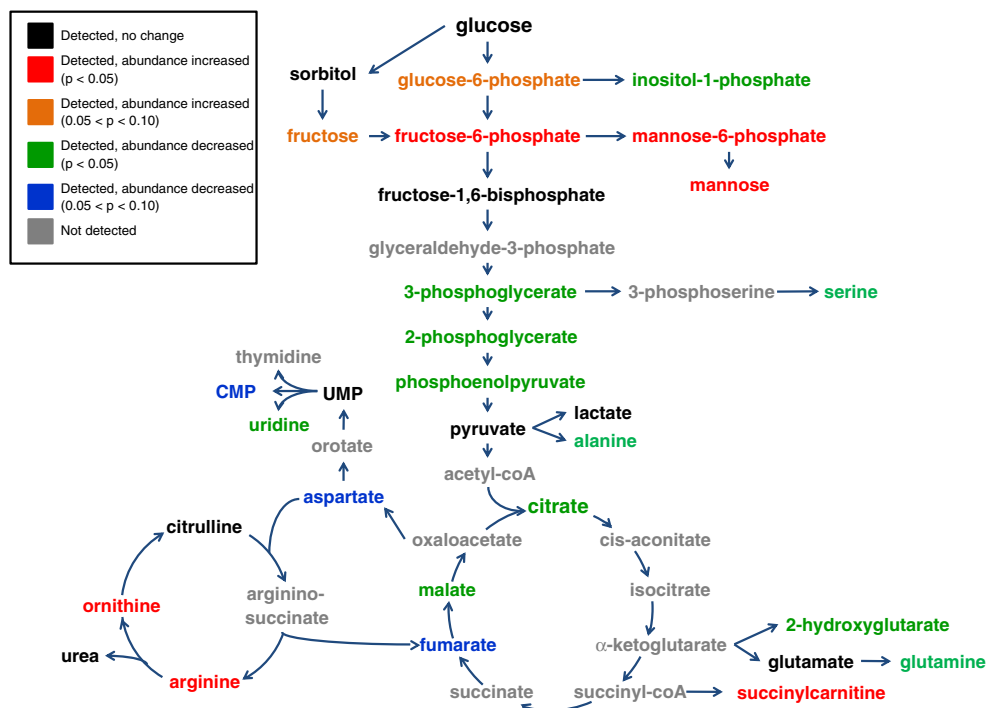 Detected, no change
Detected, abundance increased
(p < 0.05)
Detected, abundance increased
(0.05 < p < 0.10)
Detected, abundance decreased
(p < 0.05)
Detected, abundance decreased
(0.05 < p < 0.10)
Not detected
glucose
sorbitol
glucose-6-phosphate
inositol-1-phosphate
fructose
fructose-6-phosphate
mannose-6-phosphate
mannose
fructose-1,6-bisphosphate
glyceraldehyde-3-phosphate
3-phosphoglycerate
3-phosphoserine
serine
2-phosphoglycerate
thymidine
phosphoenolpyruvate
CMP
UMP
uridine
lactate
pyruvate
alanine
orotate
acetyl-coA
aspartate
citrate
citrulline
oxaloacetate
cis-aconitate
arginino-
succinate
malate
isocitrate
ornithine
2-hydroxyglutarate
fumarate
α-ketoglutarate
urea
glutamate
glutamine
arginine
succinate
succinyl-coA
succinylcarnitine